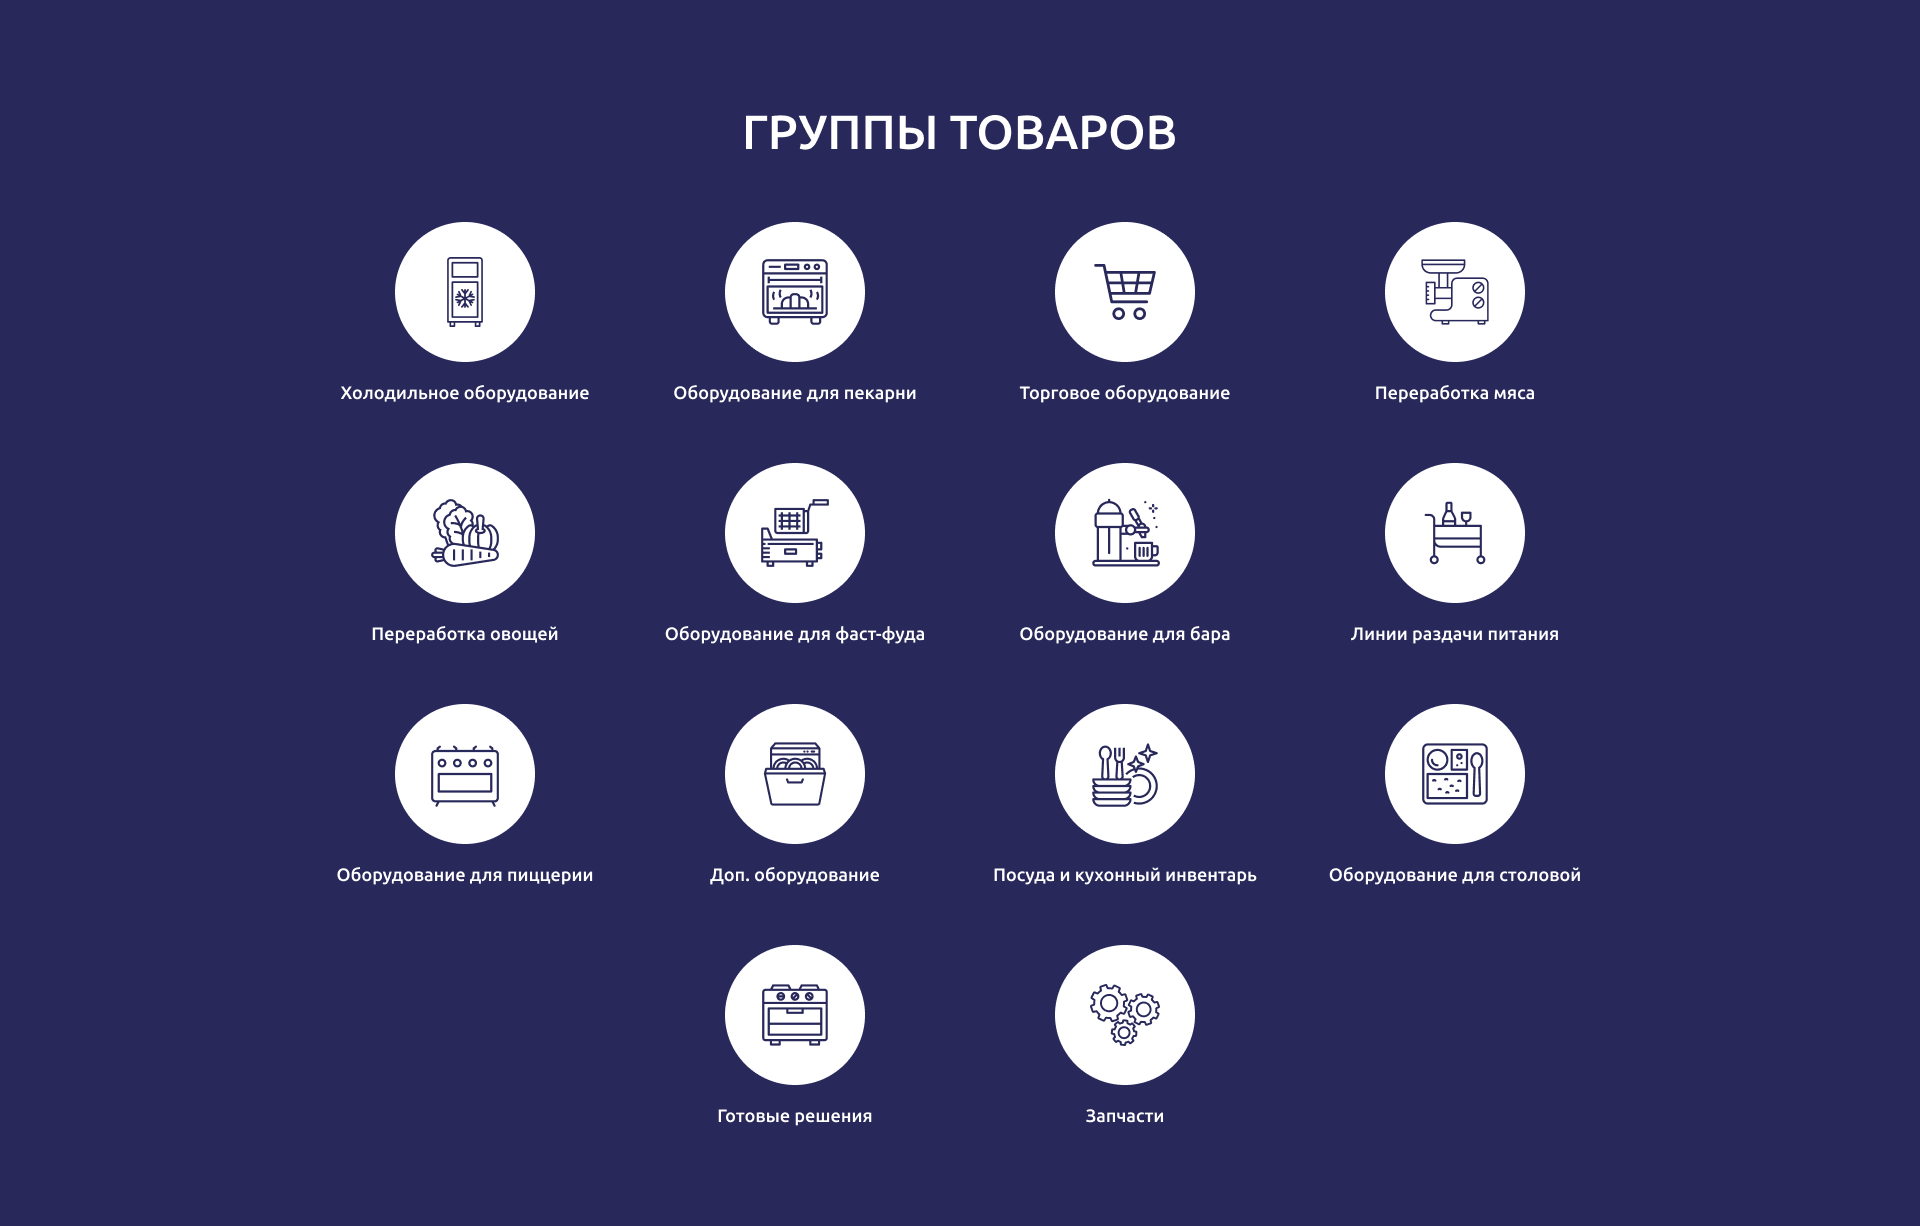 ГРУППЫ ТОВАРОВ
Холодильное оборудование
Оборудование для пекарни
Торговое оборудование
Переработка мяса
Переработка овощей
Оборудование для фаст-фуда
Оборудование для бара
Линии раздачи питания
Оборудование для пиццерии
Доп. оборудование
Посуда и кухонный инвентарь
Оборудование для столовой
Готовые решения
Запчасти